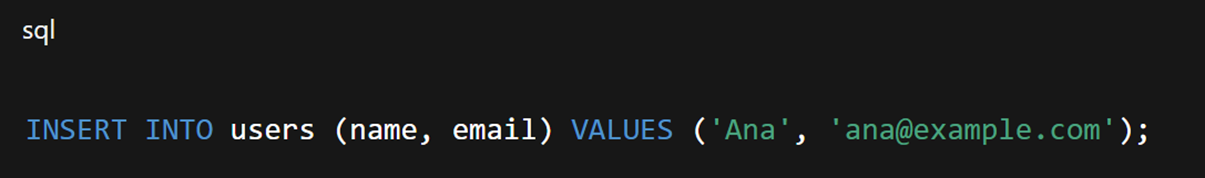 sql
INSERT INTO users (name, email) VALUES ('Ana', 'ana@example.com');